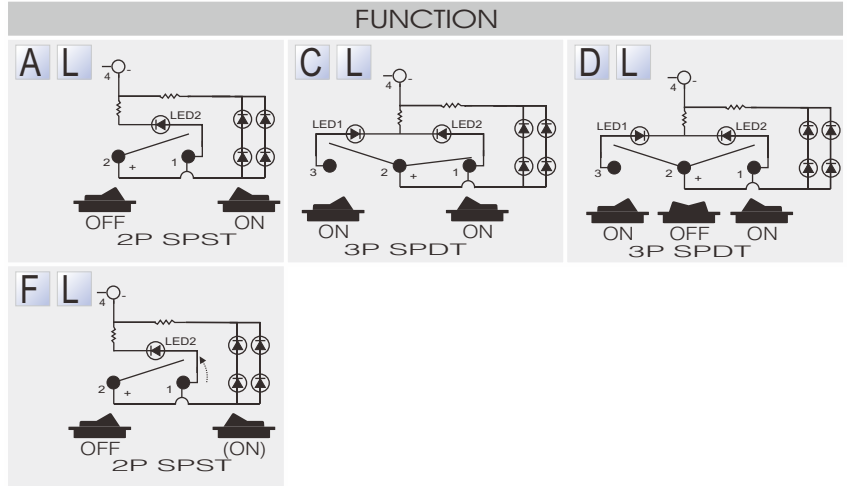 FUNCTION
A L
4 -
LED2
2 + 1
OFF ON
2P SPST
C L
4 -
LED1 LED2
3 2 + 1
ON ON
3P SPDT
D L
4 -
LED1 LED2
3 2 + 1
ON OFF ON
3P SPDT
F L
4 -
LED2
2 + 1
OFF (ON)
2P SPST